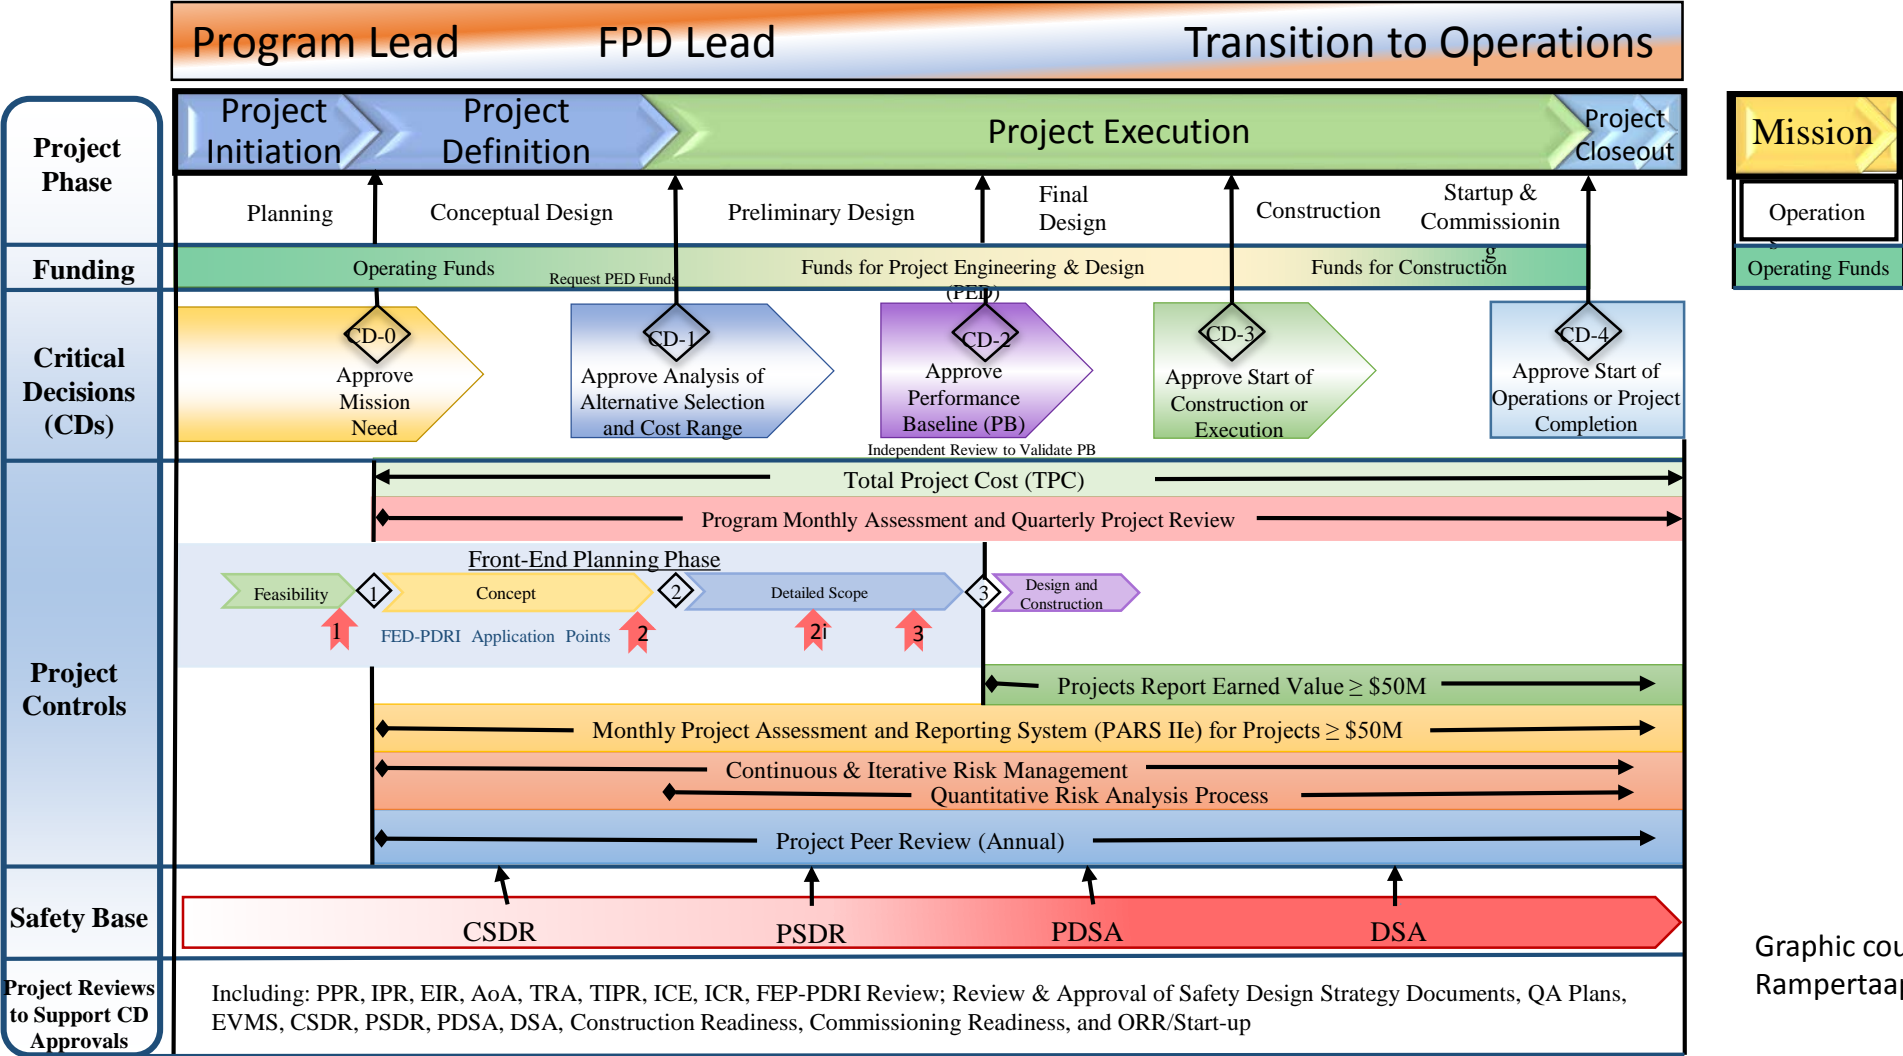 Program Lead
FPD Lead
Transition to Operations
Project
Phase
Project
Initiation
Project
Definition
Project Execution
Project
Closeout
Mission
Planning
Conceptual Design
Preliminary Design
Final
Design
Construction
Startup &
Commissionin
g
Operation
Funding
Operating Funds
Request PED Funds
Funds for Project Engineering & Design
(PED)
Funds for Construction
Operating Funds
Critical
Decisions
(CDs)
CD-0
Approve
Mission
Need
CD-1
Approve Analysis of
Alternative Selection
and Cost Range
CD-2
Approve
Performance
Baseline (PB)
Independent Review to Validate PB
CD-3
Approve Start of
Construction or
Execution
CD-4
Approve Start of
Operations or Project
Completion
Project
Controls
Total Project Cost (TPC)
Program Monthly Assessment and Quarterly Project Review
Front-End Planning Phase
Feasibility
1
Concept
2
Detailed Scope
3
Design and
Construction
1
FED-PDRI Application Points
2
2i
3
Projects Report Earned Value ≥ $50M
Monthly Project Assessment and Reporting System (PARS IIe) for Projects ≥ $50M
Continuous & Iterative Risk Management
Quantitative Risk Analysis Process
Project Peer Review (Annual)
Safety Base
CSDR
PSDR
PDSA
DSA
Graphic cou
Rampertaap
Project Reviews
to Support CD
Approvals
Including: PPR, IPR, EIR, AoA, TRA, TIPR, ICE, ICR, FEP-PDRI Review; Review & Approval of Safety Design Strategy Documents, QA Plans,
EVMS, CSDR, PSDR, PDSA, DSA, Construction Readiness, Commissioning Readiness, and ORR/Start-up